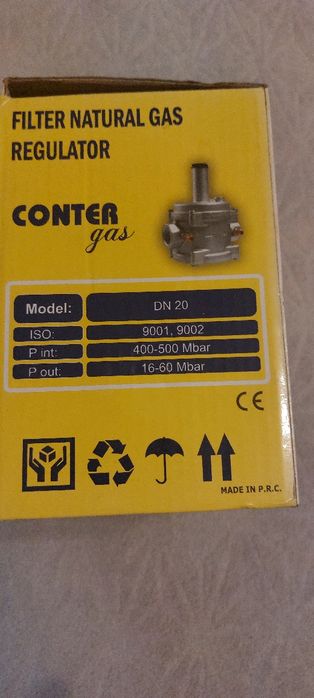 FILTER NATURAL GAS
REGULATOR
CONTER
gas
Model: DN 20
ISO: 9001, 9002
P int: 400-500 Mbar
P out: 16-60 Mbar
CE
MADE IN P.R.C.